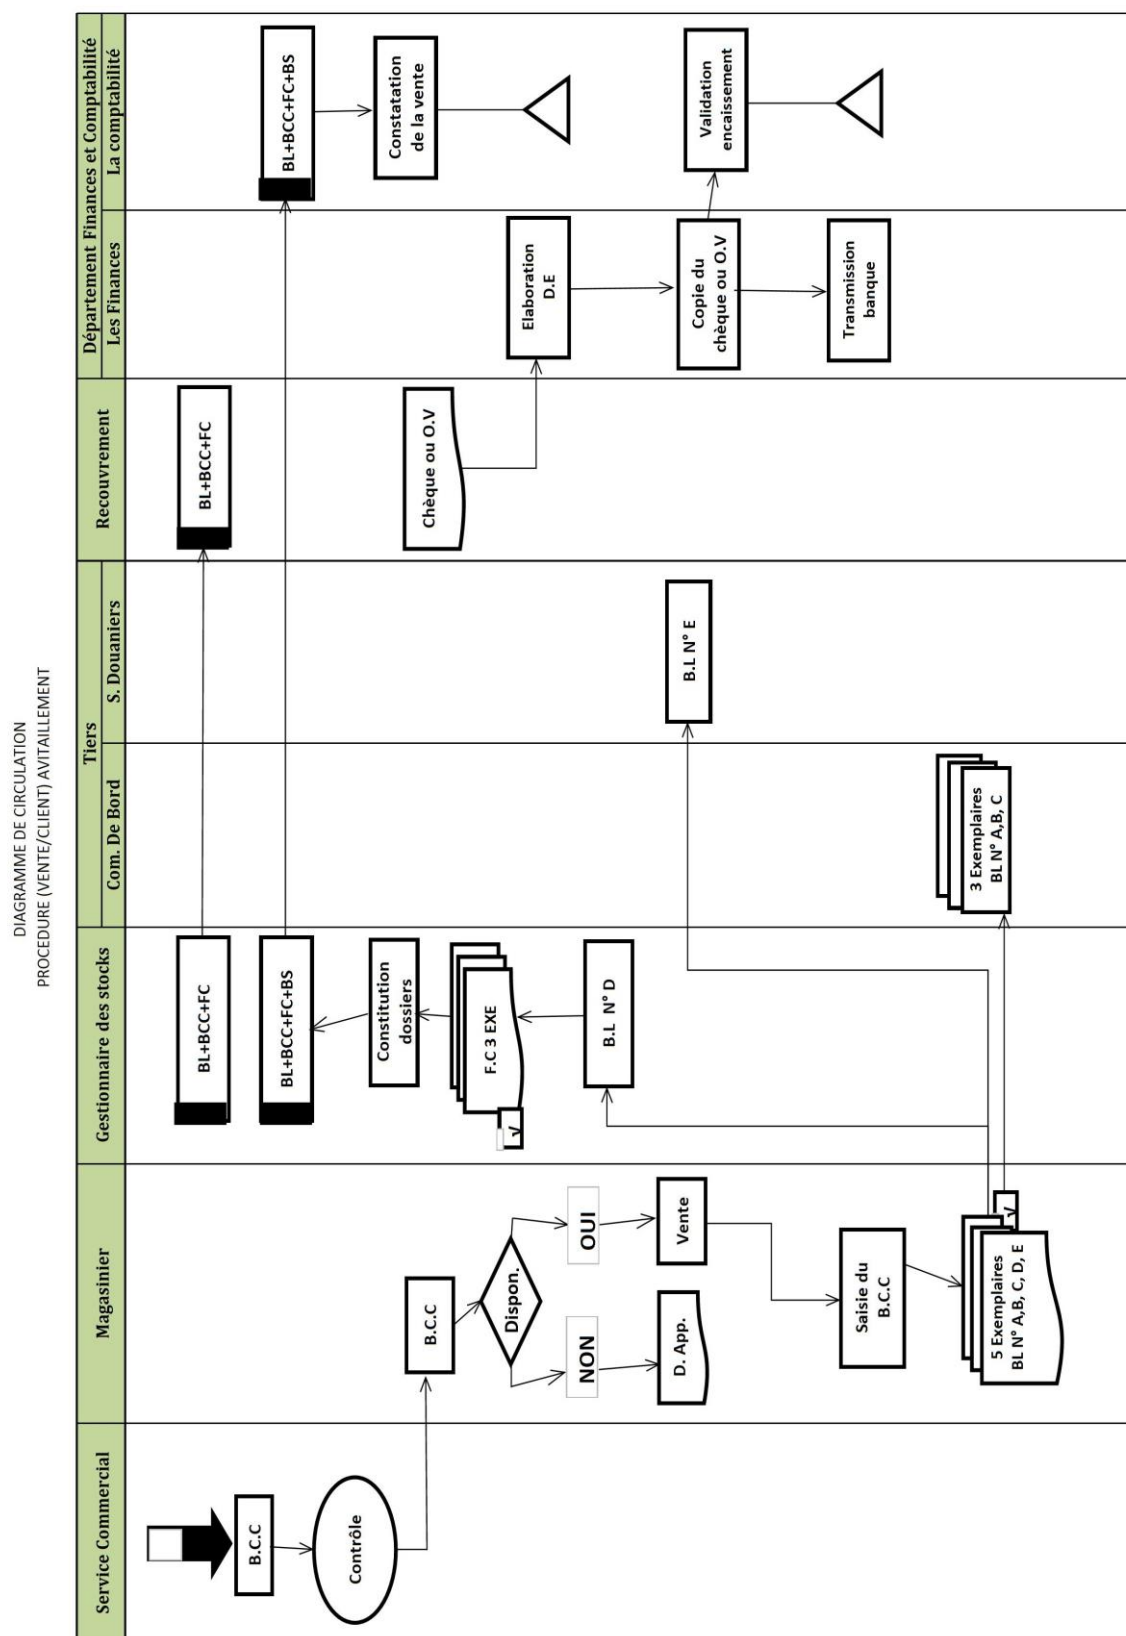 DIAGRAMME DE CIRCULATION
PROCEDURE (VENTE/CLIENT) AVITAILLEMENT
Service Commercial
Magasinier
Gestionnaire des stocks
Tiers
Com. De Bord
S. Douaniers
Recouvrement
Département Finances et Comptabilité
Les Finances
La comptabilité
B.C.C
Contrôle
B.C.C
Dispon.
NON
OUI
D. App.
Vente
Saisie du
B.C.C
5 Exemplaires
BL N° A,B, C, D, E
√
BL+BCC+FC
BL+BCC+FC+BS
Constitution
dossiers
F.C 3 EXE
√
B.L N° D
3 Exemplaires
BL N° A,B, C
B.L N° E
BL+BCC+FC
Chèque ou O.V
Elaboration
D.E
Copie du
chèque ou O.V
Transmission
banque
BL+BCC+FC+BS
Constatation
de la vente
Validation
encaissement